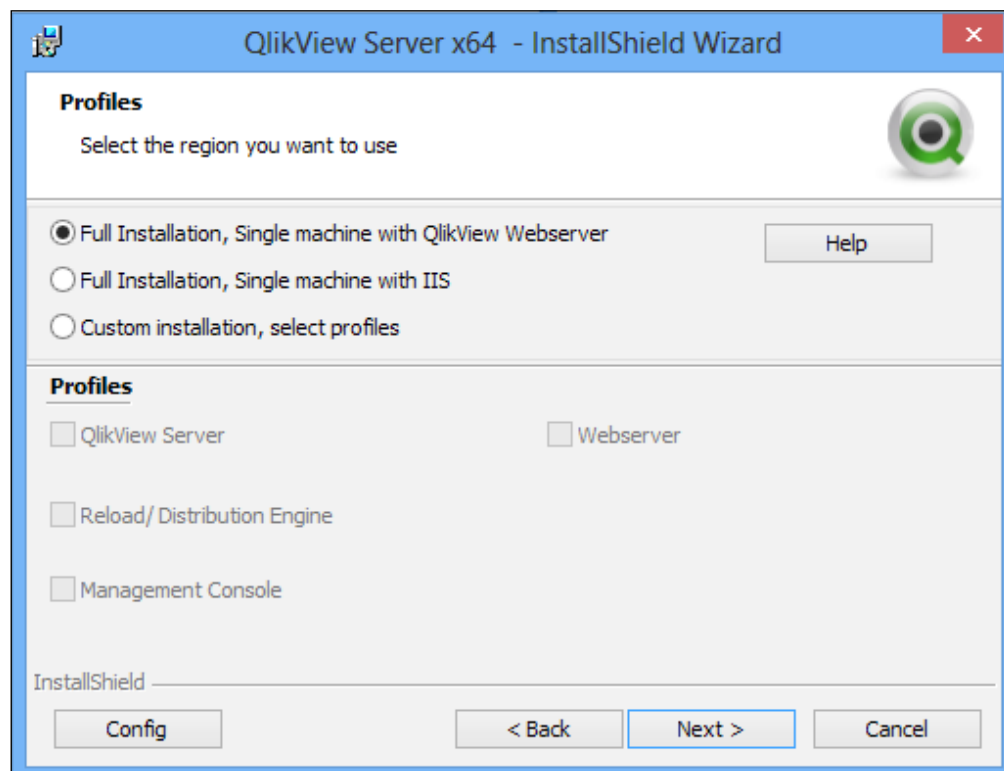 QlikView Server x64 - InstallShield Wizard
Profiles
Select the region you want to use
Full Installation, Single machine with QlikView Webserver
Help
Full Installation, Single machine with IIS
Custom installation, select profiles
Profiles
QlikView Server
Webserver
Reload/ Distribution Engine
Management Console
InstallShield
Config
< Back
Next >
Cancel